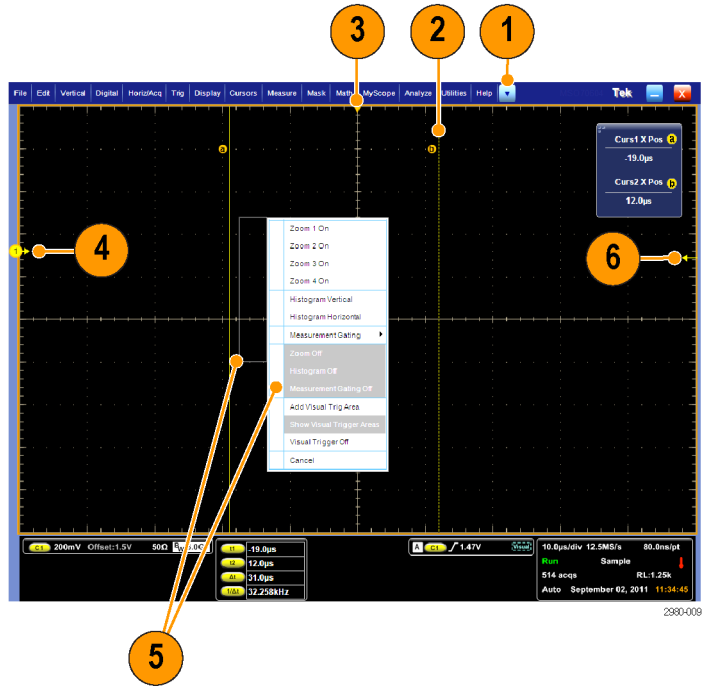 3 2 1
File Edit Vertical Digital Horiz/Acq Trig Display Cursors Measure Mask Math MyScope Analyze Utilities Help Tek X
a b
Curs1 X Pos a
-19.0μs
Curs2 X Pos b
12.0μs
4
1
6
Zoom 1 On
Zoom 2 On
Zoom 3 On
Zoom 4 On
Histogram Vertical
Histogram Horizontal
Measurement Gating
Zoom Off
Histogram Off
Measurement Gating Off
Add Visual Trig Area
Show Visual Trigger Areas
Visual Trigger Off
Cancel
C1 200mV Offset:1.5V 50Ω
t1 -19.0μs
t2 12.0μs
Δt 31.0μs
1/Δt 32.258kHz
A C1 1.47V Visual
10.0μs/div 12.5MS/s 80.0ns/pt
Run Sample
514 acqs RL:1.25k
Auto September 02, 2011 11:34:45
2980-009
5